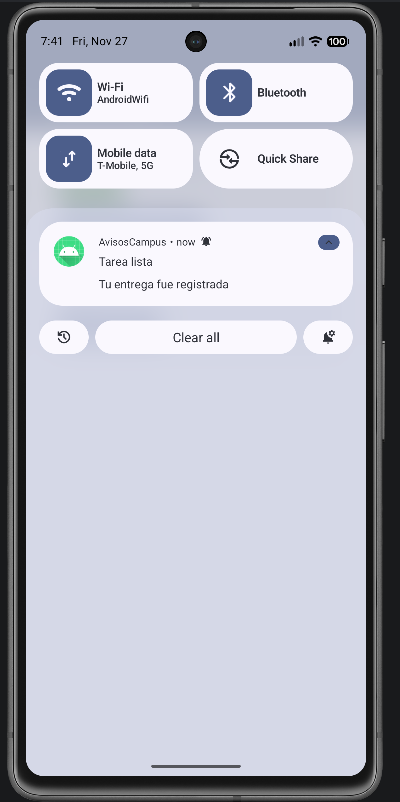 7:41 Fri, Nov 27
100
Wi-Fi
AndroidWifi
Bluetooth
Mobile data
T-Mobile, 5G
Quick Share
AvisosCampus • now
Tarea lista
Tu entrega fue registrada
Clear all